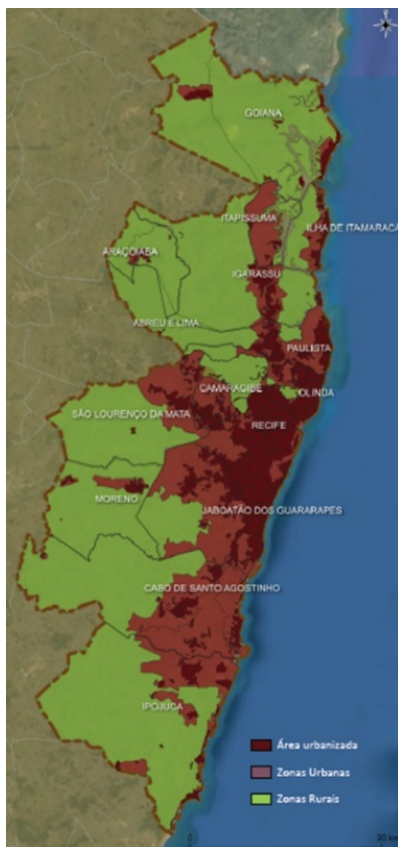 GOIANA
ITAPISSUMA
ILHA DE ITAMARACÁ
ARAÇOIABA
IGARASSU
ABREU E LIMA
PAULISTA
CAMARAGIBE
OLINDA
SÃO LOURENÇO DA MATA
RECIFE
MORENO
JABOATÃO DOS GUARARAPES
CABO DE SANTO AGOSTINHO
IPOJUCA
Área urbanizada
Zonas Urbanas
Zonas Rurais
0 30 km